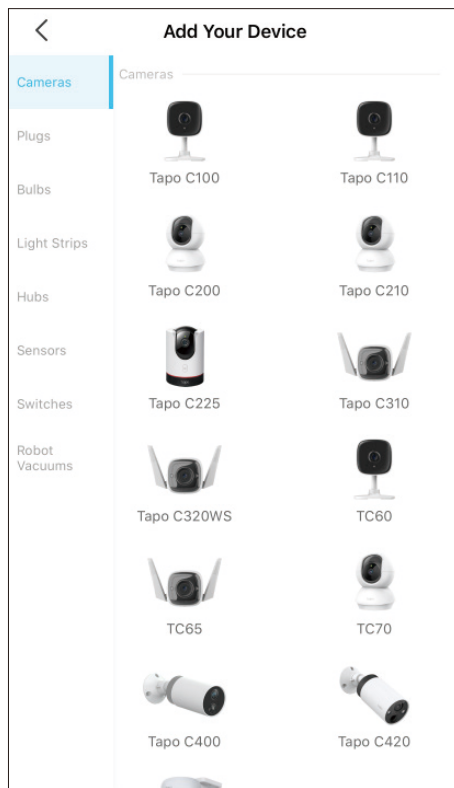 Add Your Device
Cameras
Plugs
Bulbs
Light Strips
Hubs
Sensors
Switches
Robot
Vacuums
Cameras
Tapo C100
Tapo C110
Tapo C200
Tapo C210
Tapo C225
Tapo C310
Tapo C320WS
TC60
TC65
TC70
Tapo C400
Tapo C420